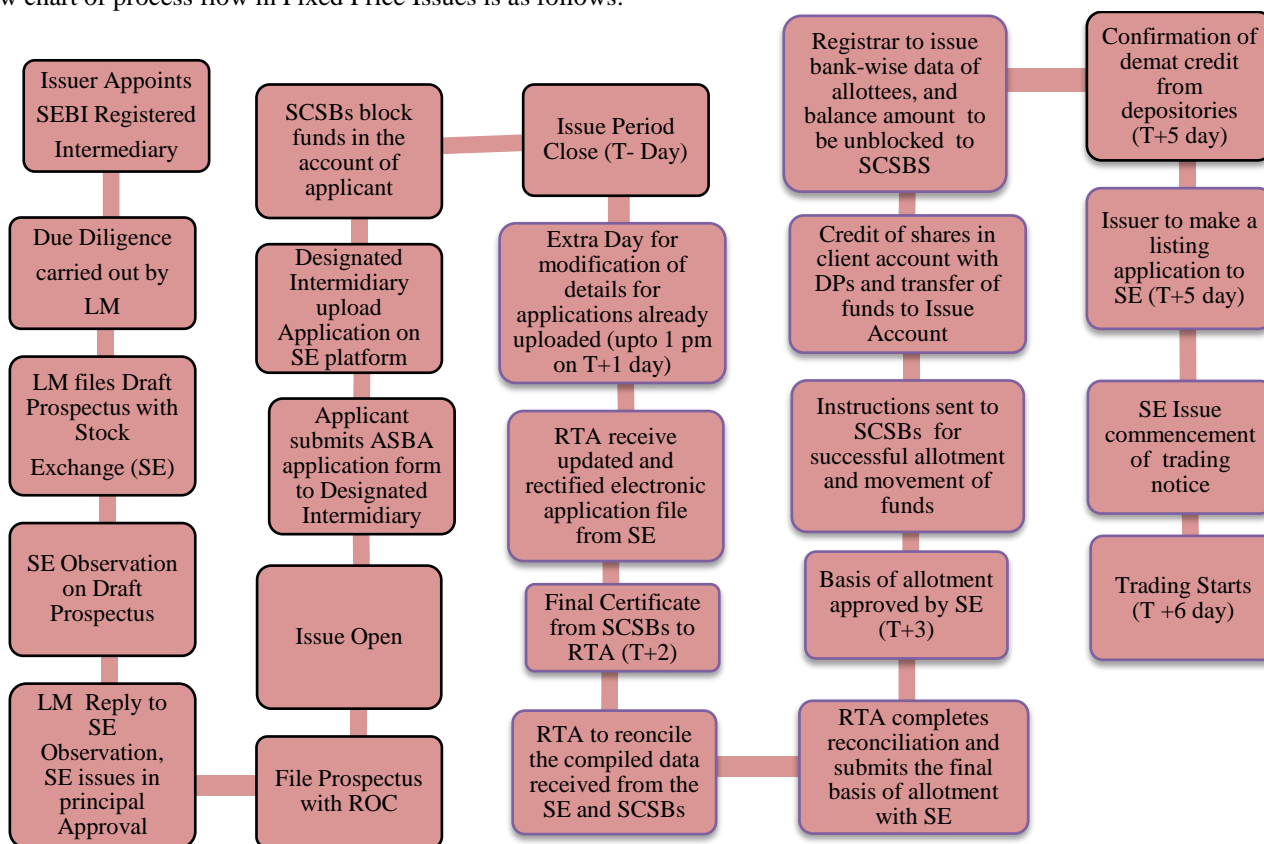 w chart of process flow in Fixed Price Issues is as follows:
Issuer Appoints
SEBI Registered
Intermediary
Due Diligence
carried out by
LM
LM files Draft
Prospectus with
Stock
Exchange (SE)
SE Observation
on Draft
Prospectus
LM Reply to
SE
Observation,
SE issues in
principal
Approval
File Prospectus
with ROC
Issue Open
Applicant
submits ASBA
application form
to Designated
Intermidiary
Designated
Intermidiary
upload
Application on
SE platform
SCSBs block
funds in the
account of
applicant
Issue Period
Close (T- Day)
Extra Day for
modification of
details for
applications already
uploaded (upto 1 pm
on T+1 day)
RTA receive
updated and
rectified electronic
application file
from SE
Final Certificate
from SCSBs to
RTA (T+2)
RTA to reconcile
the compiled data
received from the
SE and SCSBs
RTA completes
reconciliation and
submits the final
basis of allotment
with SE
Basis of allotment
approved by SE
(T+3)
Instructions sent to
SCSBs for
successful allotment
and movement of
funds
Credit of shares in
client account with
DPs and transfer of
funds to Issue
Account
Registrar to issue
bank-wise data of
allottees, and
balance amount to
be unblocked to
SCSBS
Confirmation of
demat credit
from
depositories
(T+5 day)
Issuer to make a
listing
application to
SE (T+5 day)
SE Issue
commencement
of trading
notice
Trading Starts
(T +6 day)